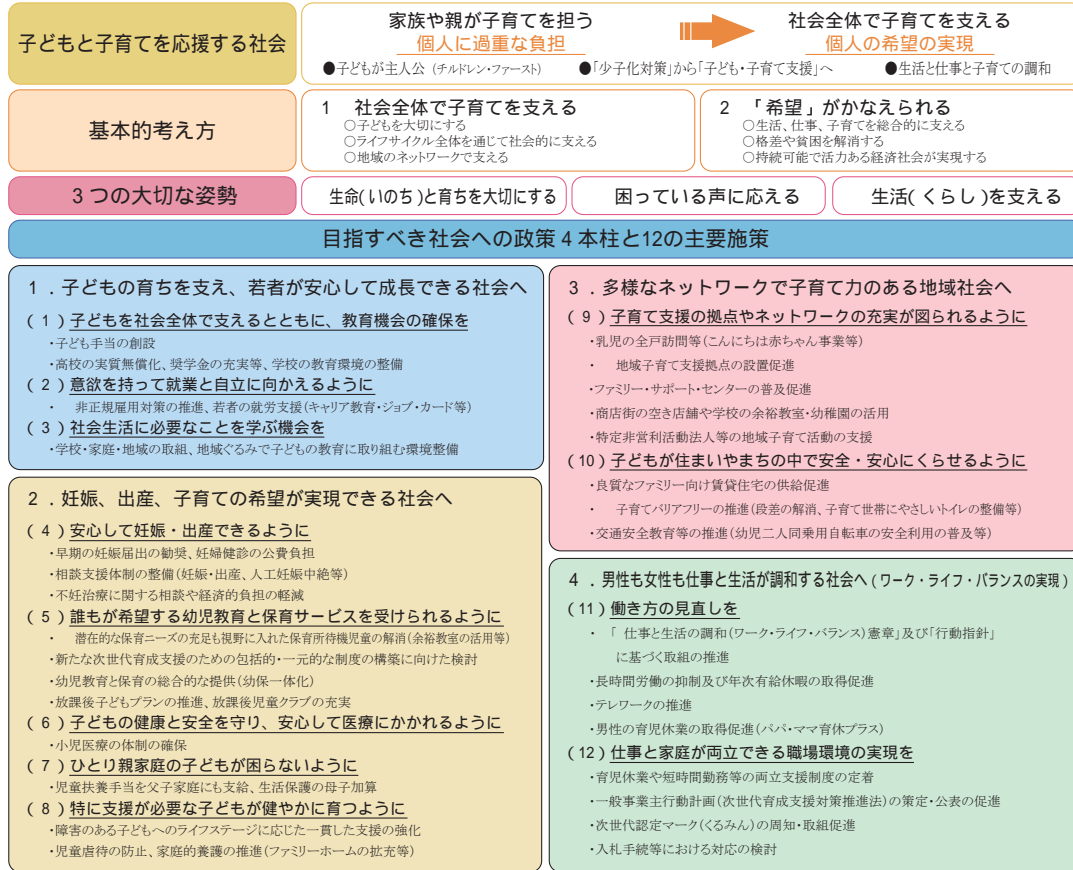 子どもと子育てを応援する社会
家族や親が子育てを担う
個人に過重な負担
社会全体で子育てを支える
個人の希望の実現
●子どもが主人公（チルドレン・ファースト）
●「少子化対策」から「子ども・子育て支援」へ
●生活と仕事と子育ての調和
基本的考え方
1 社会全体で子育てを支える
○子どもを大切にする
○ライフサイクル全体を通じて社会的に支える
○地域のネットワークで支える
2 「希望」がかなえられる
○生活、仕事、子育てを総合的に支える
○格差や貧困を解消する
○持続可能で活力ある経済社会が実現する
3つの大切な姿勢
生命(いのち)と育ちを大切にする
困っている声に応える
生活(くらし)を支える
目指すべき社会への政策4本柱と12の主要施策
1．子どもの育ちを支え、若者が安心して成長できる社会へ
(1)子どもを社会全体で支えるとともに、教育機会の確保を
・子ども手当の創設
・高校の実質無償化、奨学金の充実等、学校の教育環境の整備
(2)意欲を持って就業と自立に向かえるように
・非正規雇用対策の推進、若者の就労支援(キャリア教育・ジョブ・カード等)
(3)社会生活に必要なことを学ぶ機会を
・学校・家庭・地域の取組、地域ぐるみで子どもの教育に取り組む環境整備
2．妊娠、出産、子育ての希望が実現できる社会へ
(4)安心して妊娠・出産できるように
・早期の妊娠届出の勧奨、妊婦健診の公費負担
・相談支援体制の整備(妊娠・出産、人工妊娠中絶等)
・不妊治療に関する相談や経済的負担の軽減
(5)誰もが希望する幼児教育と保育サービスを受けられるように
・潜在的な保育ニーズの充足も視野に入れた保育所待機児童の解消(余裕教室の活用等)
・新たな次世代育成支援のための包括的・一元的な制度の構築に向けた検討
・幼児教育と保育の総合的な提供(幼保一体化)
・放課後子どもプランの推進、放課後児童クラブの充実
(6)子どもの健康と安全を守り、安心して医療にかかれるように
・小児医療の体制の確保
(7)ひとり親家庭の子どもが困らないように
・児童扶養手当を父子家庭にも支給、生活保護の母子加算
(8)特に支援が必要な子どもが健やかに育つように
・障害のある子どもへのライフステージに応じた一貫した支援の強化
・児童虐待の防止、家庭的養護の推進(ファミリーホームの拡充等)
3．多様なネットワークで子育て力のある地域社会へ
(9)子育て支援の拠点やネットワークの充実が図られるように
・乳児の全戸訪問等(こんにちは赤ちゃん事業等)
・地域子育て支援拠点の設置促進
・ファミリー・サポート・センターの普及促進
・商店街の空き店舗や学校の余裕教室・幼稚園の活用
・特定非営利活動法人等の地域子育て活動の支援
(10)子どもが住まいやまちの中で安全・安心にくらせるように
・良質なファミリー向け賃貸住宅の供給促進
・子育てバリアフリーの推進(段差の解消、子育て世帯にやさしいトイレの整備等)
・交通安全教育等の推進(幼児二人同乗用自転車の安全利用の普及等)
4．男性も女性も仕事と生活が調和する社会へ(ワーク・ライフ・バランスの実現)
(11)働き方の見直しを
・「仕事と生活の調和(ワーク・ライフ・バランス)憲章」及び「行動指針」
に基づく取組の推進
・長時間労働の抑制及び年次有給休暇の取得促進
・テレワークの推進
・男性の育児休業の取得促進(パパ・ママ育休プラス)
(12)仕事と家庭が両立できる職場環境の実現を
・育児休業や短時間勤務等の両立支援制度の定着
・一般事業主行動計画(次世代育成支援対策推進法)の策定・公表の促進
・次世代認定マーク(くるみん)の周知・取組促進
・入札手続等における対応の検討